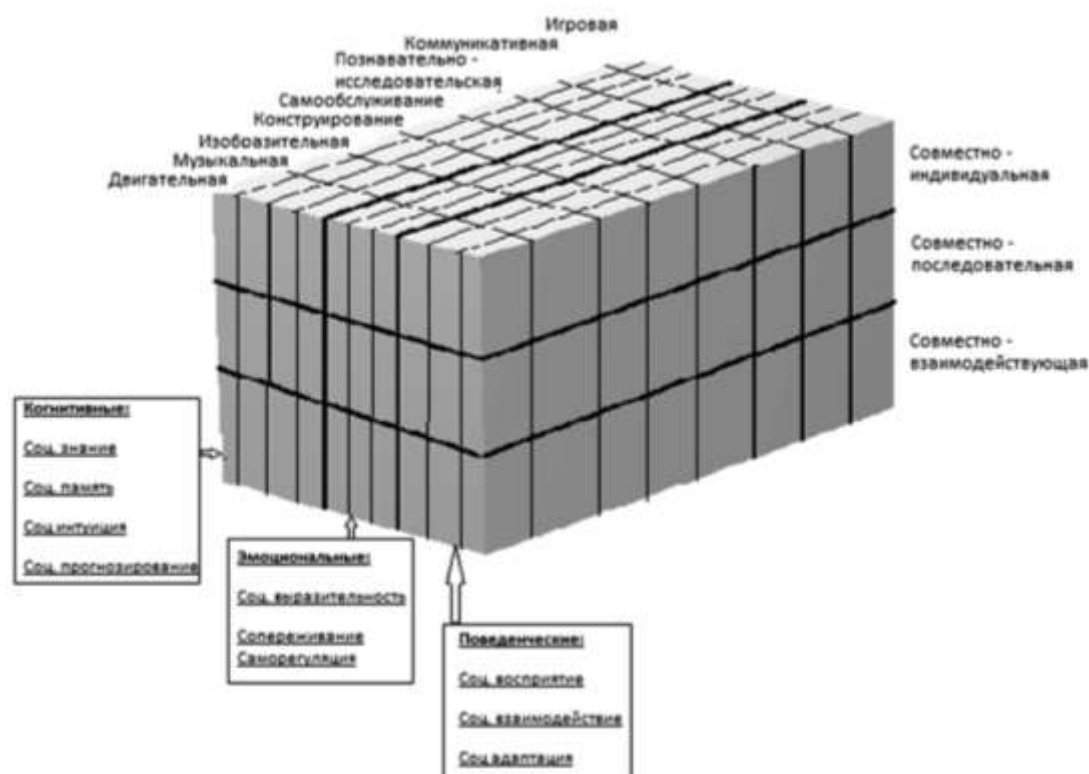 Игровая
Коммуникативная
Познавательно -
исследовательская
Самообслуживание
Конструирование
Изобразительная
Музыкальная
Двигательная
Совместно -
индивидуальная
Совместно -
последовательная
Совместно -
взаимодействующая
Когнитивные:
Соц. знание
Соц. память
Соц.интуиция
Соц. прогнозирование
Эмоциональные:
Соц. выразительность
Сопереживание
Саморегуляция
Поведенческие:
Соц. восприятие
Соц. взаимодействие
Соц.адаптация